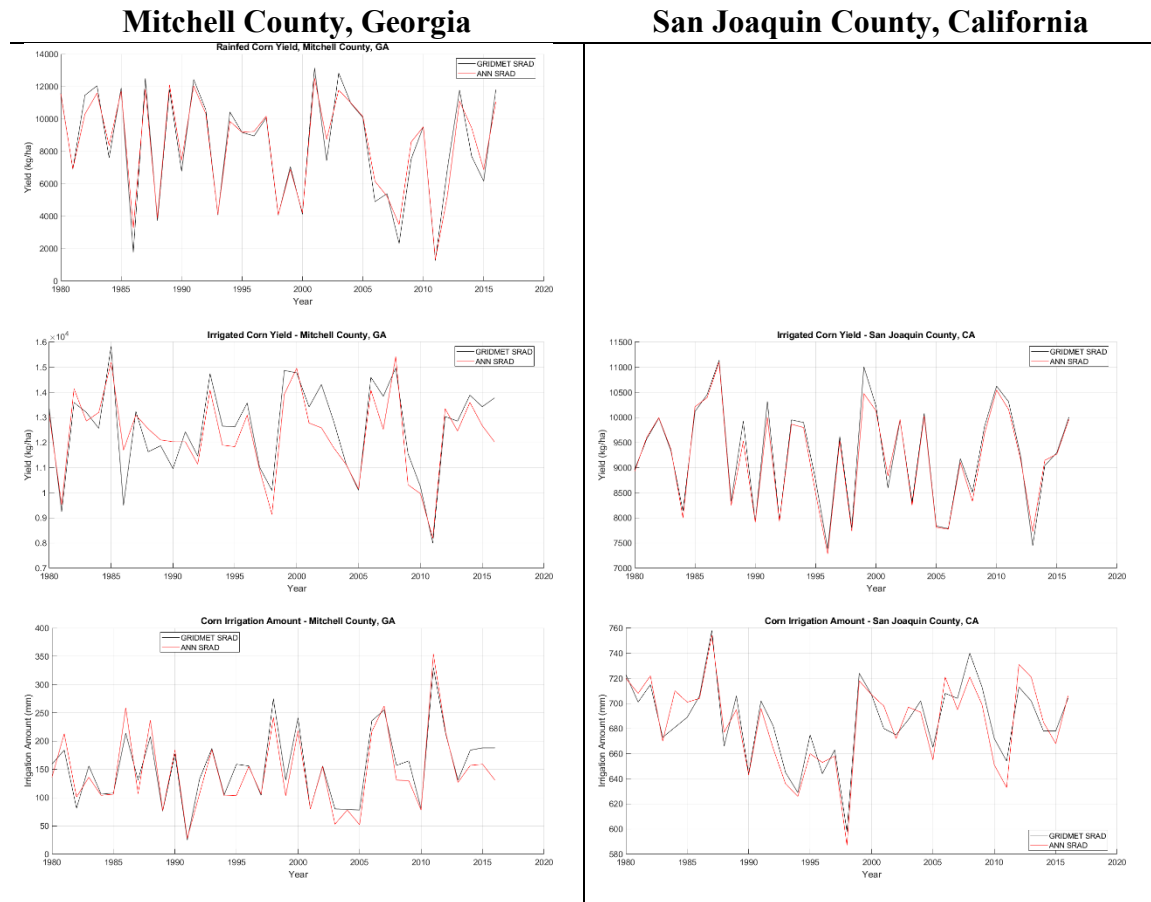 Mitchell County, Georgia
San Joaquin County, California
Rainfed Corn Yield, Mitchell County, GA
GRIDMET SRAD
ANN SRAD
Yield (kg/ha)
14000
12000
10000
8000
6000
4000
2000
0
1980 1985 1990 1995 2000 2005 2010 2015 2020
Year
Irrigated Corn Yield - Mitchell County, GA
×10⁴
GRIDMET SRAD
ANN SRAD
Yield (kg/ha)
1.6
1.5
1.4
1.3
1.2
1.1
1
0.9
0.8
0.7
1980 1985 1990 1995 2000 2005 2010 2015 2020
Year
Irrigated Corn Yield - San Joaquin County, CA
GRIDMET SRAD
ANN SRAD
Yield (kg/ha)
11500
11000
10500
10000
9500
9000
8500
8000
7500
7000
1980 1985 1990 1995 2000 2005 2010 2015 2020
Year
Corn Irrigation Amount - Mitchell County, GA
GRIDMET SRAD
ANN SRAD
Irrigation Amount (mm)
400
350
300
250
200
150
100
50
0
1980 1985 1990 1995 2000 2005 2010 2015 2020
Year
Corn Irrigation Amount - San Joaquin County, CA
Irrigation Amount (mm)
760
740
720
700
680
660
640
620
600
580
GRIDMET SRAD
ANN SRAD
1980 1985 1990 1995 2000 2005 2010 2015 2020
Year